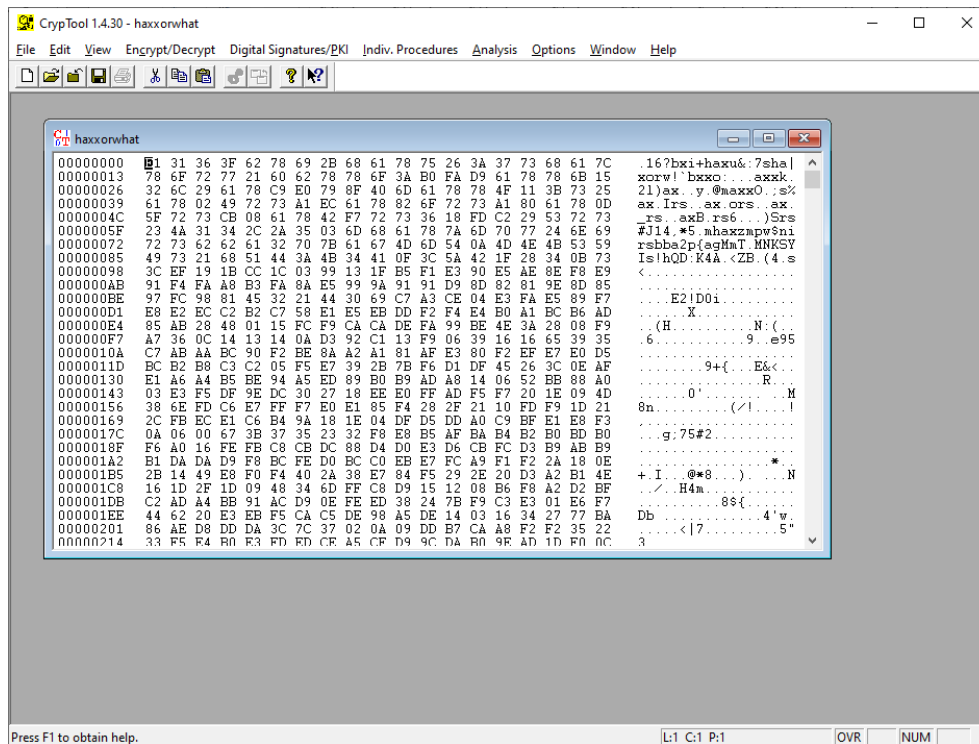 CrypTool 1.4.30 - haxxorwhat
File Edit View Encrypt/Decrypt Digital Signatures/PKI Indiv. Procedures Analysis Options Window Help
haxxorwhat
00000000 D1 31 36 3F 62 78 69 2B 68 61 78 75 26 3A 37 73 68 61 7C .16?bxi+haxu&:7sha|
00000013 78 6F 72 77 21 60 62 78 78 6F 3A B0 FA D9 61 78 78 6B 15 xorw!`bxxo:...axxk.
00000026 32 6C 29 61 78 C9 E0 79 8F 40 6D 61 78 78 4F 11 3B 73 25 2l)ax..y.@maxxO.;s%
00000039 61 78 02 49 72 73 A1 EC 61 78 82 6F 72 73 A1 80 61 78 0D ax.Irs..ax.ors..ax.
0000004C 5F 72 73 CB 08 61 78 42 F7 72 73 36 18 FD C2 29 53 72 73 _rs..axB.rs6...)Srs
0000005F 23 4A 31 34 2C 2A 35 03 6D 68 61 78 7A 6D 70 77 24 6E 69 #J14,*5.mhaxzmpw$ni
00000072 72 73 62 62 61 32 70 7B 61 67 4D 6D 54 0A 4D 4E 4B 53 59 rsbba2p{agMmT.MNKSY
00000085 49 73 21 68 51 44 3A 4B 34 41 0F 3C 5A 42 1F 28 34 0B 73 Is!hQD:K4A.<ZB.(4.s
00000098 3C EF 19 1B CC 1C 03 99 13 1F B5 F1 E3 90 E5 AE 8E F8 E9 <..................
000000AB 91 F4 FA A8 B3 FA 8A E5 99 9A 91 91 D9 8D 82 81 9E 8D 85 ...................
000000BE 97 FC 98 81 45 32 21 44 30 69 C7 A3 CE 04 E3 FA E5 89 F7 ....E2!D0i.........
000000D1 E8 E2 EC C2 B2 C7 58 E1 E5 EB DD F2 F4 E4 B0 A1 BC B6 AD ......X............
000000E4 85 AB 28 48 01 15 FC F9 CA CA DE FA 99 BE 4E 3A 28 08 F9 ..(H..........N:(..
000000F7 A7 36 0C 14 13 14 0A D3 92 C1 13 F9 06 39 16 16 65 39 35 .6...........9..e95
0000010A C7 AB AA BC 90 F2 BE 8A A2 A1 81 AF E3 80 F2 EF E7 E0 D5 ...................
0000011D BC B2 B8 C3 C2 05 F5 E7 39 2B 7B F6 D1 DF 45 26 3C 0E AF ........9+{...E&<..
00000130 E1 A6 A4 B5 BE 94 A5 ED 89 B0 B9 AD A8 14 06 52 BB 88 A0 ...............R...
00000143 03 E3 F5 DF 9E DC 30 27 18 EE E0 FF AD F5 F7 20 1E 09 4D ......0'....... ..M
00000156 38 6E FD C6 E7 FF F7 E0 E1 85 F4 28 2F 21 10 FD F9 1D 21 8n.........(/!....!
00000169 2C FB EC E1 C6 B4 9A 18 1E 04 DF D5 DD A0 C9 BF E1 E8 F3 ,..................
0000017C 0A 06 00 67 3B 37 35 23 32 F8 E8 B5 AF BA B4 B2 B0 BD B0 ...g;75#2..........
0000018F F6 A0 16 FE FB C8 CB DC 88 D4 D0 E3 D6 CB FC D3 B9 AB B9 ...................
000001A2 B1 DA DA D9 F8 BC FE D0 BC C0 EB E7 FC A9 F1 F2 2A 18 0E ................*..
000001B5 2B 14 49 E8 F0 F4 40 2A 38 E7 84 F5 29 2E 20 D3 A2 B1 4E +.I...@*8...). ...N
000001C8 16 1D 2F 1D 09 48 34 6D FF C8 D9 15 12 08 B6 F8 A2 D2 BF ../..H4m...........
000001DB C2 AD A4 BB 91 AC D9 0E FE ED 38 24 7B F9 C3 E3 01 E6 F7 ..........8${......
000001EE 44 62 20 E3 EB F5 CA C5 DE 98 A5 DE 14 03 16 34 27 77 BA Db ............4'w.
00000201 86 AE D8 DD DA 3C 7C 37 02 0A 09 DD B7 CA A8 F2 F2 35 22 .....<|7.........5"
00000214 33 F5 E4 B0 E3 FD ED CE A5 CF D9 9C DA B0 9E AD 1D F0 0C 3
Press F1 to obtain help. L:1 C:1 P:1 OVR NUM